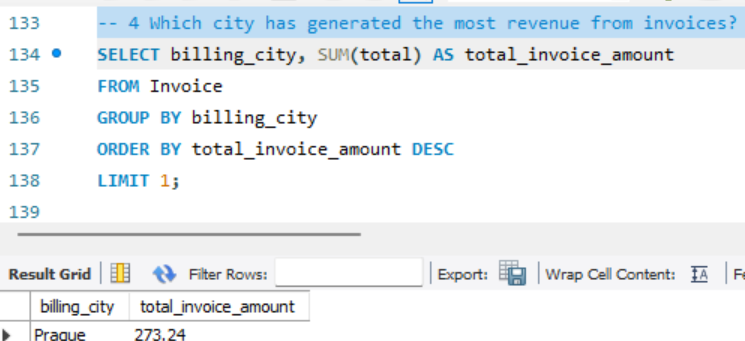 133 -- 4 Which city has generated the most revenue from invoices?
134 SELECT billing_city, SUM(total) AS total_invoice_amount
135 FROM Invoice
136 GROUP BY billing_city
137 ORDER BY total_invoice_amount DESC
138 LIMIT 1;
139
Result Grid Filter Rows: Export: Wrap Cell Content: IA
billing_city total_invoice_amount
Prague 273.24